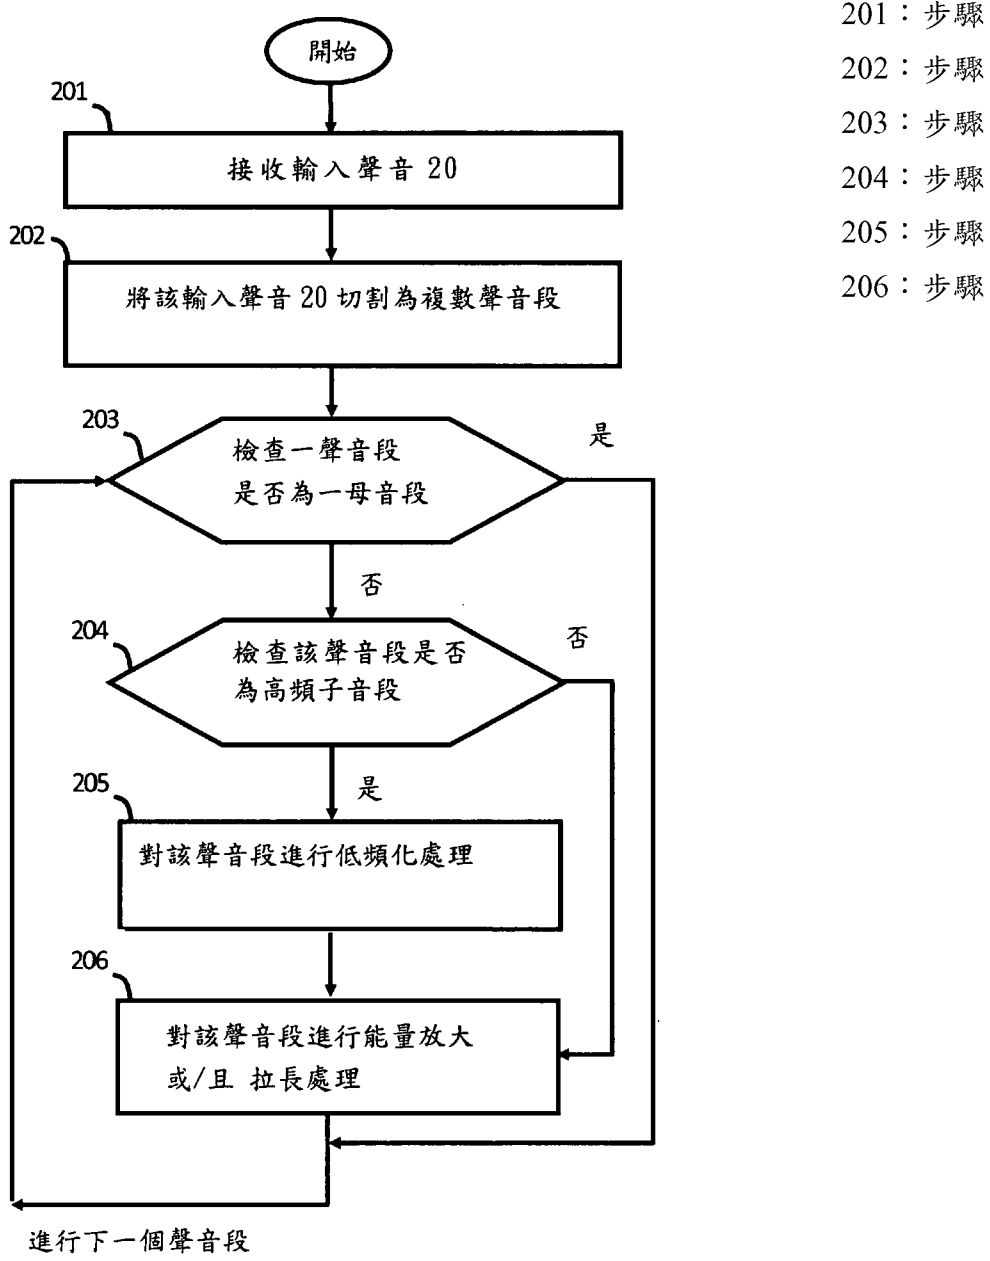 開始
201
接收輸入聲音 20
202
將該輸入聲音 20 切割為複數聲音段
203
檢查一聲音段
是否為一母音段
是
否
204
檢查該聲音段是否
為高頻子音段
否
是
205
對該聲音段進行低頻化處理
206
對該聲音段進行能量放大
或/且 拉長處理
進行下一個聲音段
201：步驟
202：步驟
203：步驟
204：步驟
205：步驟
206：步驟